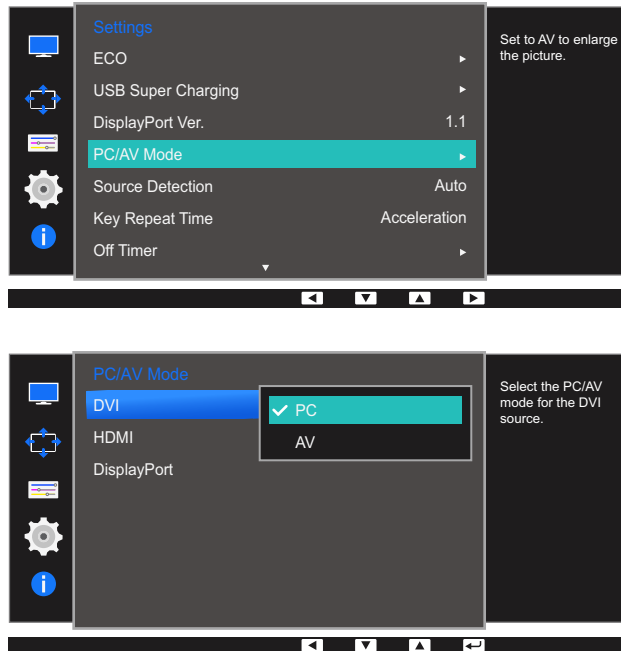 Settings
ECO
USB Super Charging
DisplayPort Ver. 1.1
PC/AV Mode
Source Detection Auto
Key Repeat Time Acceleration
Off Timer
Set to AV to enlarge
the picture.
PC/AV Mode
DVI
HDMI
DisplayPort
PC
AV
Select the PC/AV
mode for the DVI
source.